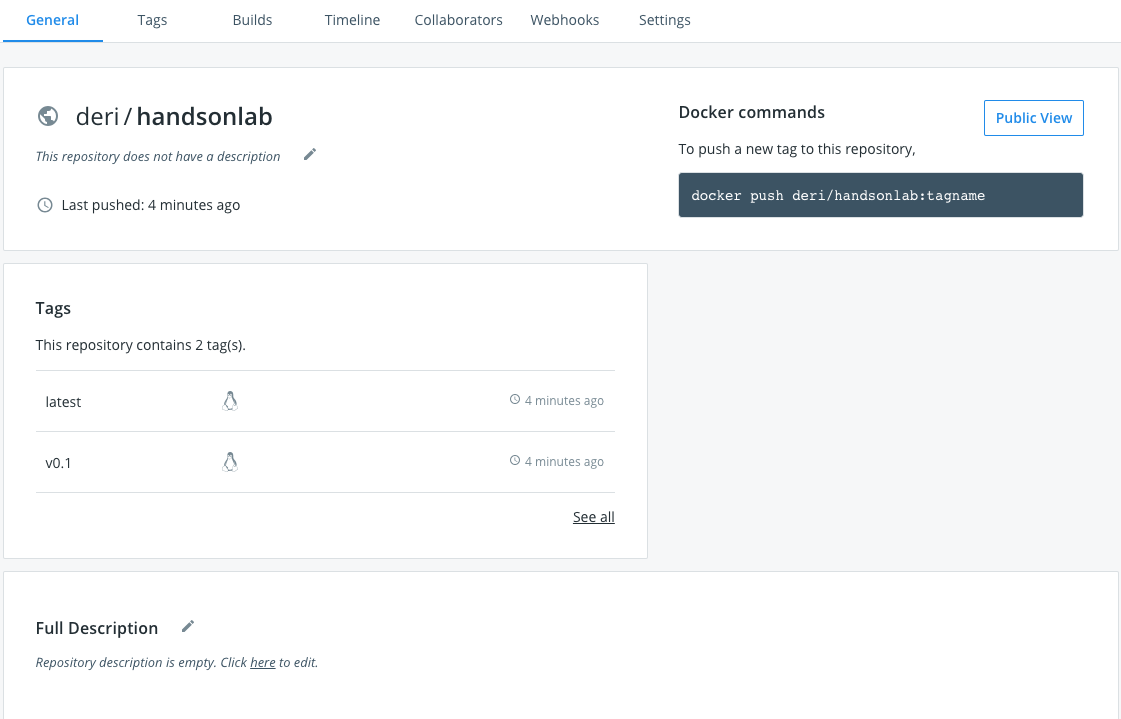 General Tags Builds Timeline Collaborators Webhooks Settings
deri / handsonlab
This repository does not have a description
Last pushed: 4 minutes ago
Docker commands
Public View
To push a new tag to this repository,
docker push deri/handsonlab:tagname
Tags
This repository contains 2 tag(s).
latest 4 minutes ago
v0.1 4 minutes ago
See all
Full Description
Repository description is empty. Click here to edit.